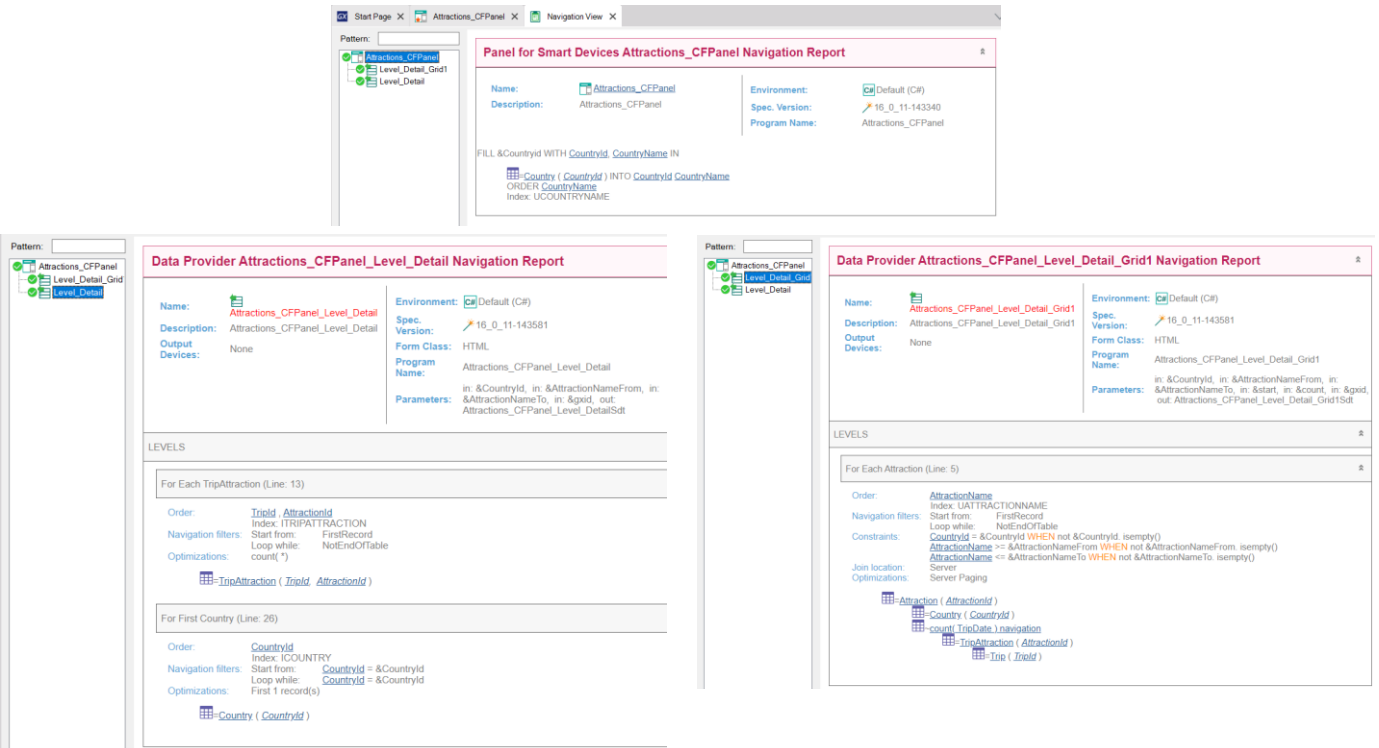 Start Page X Attractions_CFPanel X Navigation View X
Pattern:
Attractions_CFPanel
Level_Detail_Grid1
Level_Detail
Panel for Smart Devices Attractions_CFPanel Navigation Report
Name: Attractions_CFPanel
Description: Attractions_CFPanel
Environment: C# Default (C#)
Spec. Version: 16_0_11-143340
Program Name: Attractions_CFPanel
FILL &Countryid WITH CountryId, CountryName IN
=Country ( CountryId ) INTO CountryId CountryName
ORDER CountryName
Index: UCOUNTRYNAME
Pattern:
Attractions_CFPanel
Level_Detail_Grid
Level_Detail
Data Provider Attractions_CFPanel_Level_Detail Navigation Report
Name: Attractions_CFPanel_Level_Detail
Description: Attractions_CFPanel_Level_Detail
Output Devices: None
Environment: C# Default (C#)
Spec. Version: 16_0_11-143581
Form Class: HTML
Program Name: Attractions_CFPanel_Level_Detail
Parameters: in: &CountryId, in: &AttractionNameFrom, in:
&AttractionNameTo, in: &gxid, out:
Attractions_CFPanel_Level_DetailSdt
LEVELS
For Each TripAttraction (Line: 13)
Order: TripId , AttractionId
Index: ITRIPATTRACTION
Navigation filters: Start from: FirstRecord
Loop while: NotEndOfTable
Optimizations: count( *)
=TripAttraction ( TripId, AttractionId )
For First Country (Line: 26)
Order: CountryId
Index: ICOUNTRY
Navigation filters: Start from: CountryId = &CountryId
Loop while: CountryId = &CountryId
Optimizations: First 1 record(s)
=Country ( CountryId )
Pattern:
Attractions_CFPanel
Level_Detail_Grid
Level_Detail
Data Provider Attractions_CFPanel_Level_Detail_Grid1 Navigation Report
Name: Attractions_CFPanel_Level_Detail_Grid1
Description: Attractions_CFPanel_Level_Detail_Grid1
Output Devices: None
Environment: C# Default (C#)
Spec. Version: 16_0_11-143581
Form Class: HTML
Program Name: Attractions_CFPanel_Level_Detail_Grid1
Parameters: in: &CountryId, in: &AttractionNameFrom, in:
&AttractionNameTo, in: &start, in: &count, in: &gxid,
out: Attractions_CFPanel_Level_Detail_Grid1Sdt
LEVELS
For Each Attraction (Line: 5)
Order: AttractionName
Index: UATTRACTIONNAME
Navigation filters: Start from: FirstRecord
Loop while: NotEndOfTable
Constraints: CountryId = &CountryId WHEN not &CountryId. isempty()
AttractionName >= &AttractionNameFrom WHEN not &AttractionNameFrom. isempty()
AttractionName <= &AttractionNameTo WHEN not &AttractionNameTo. isempty()
Join location: Server
Optimizations: Server Paging
=Attraction ( AttractionId )
=Country ( CountryId )
~count( TripDate ) navigation
=TripAttraction ( AttractionId )
=Trip ( TripId )